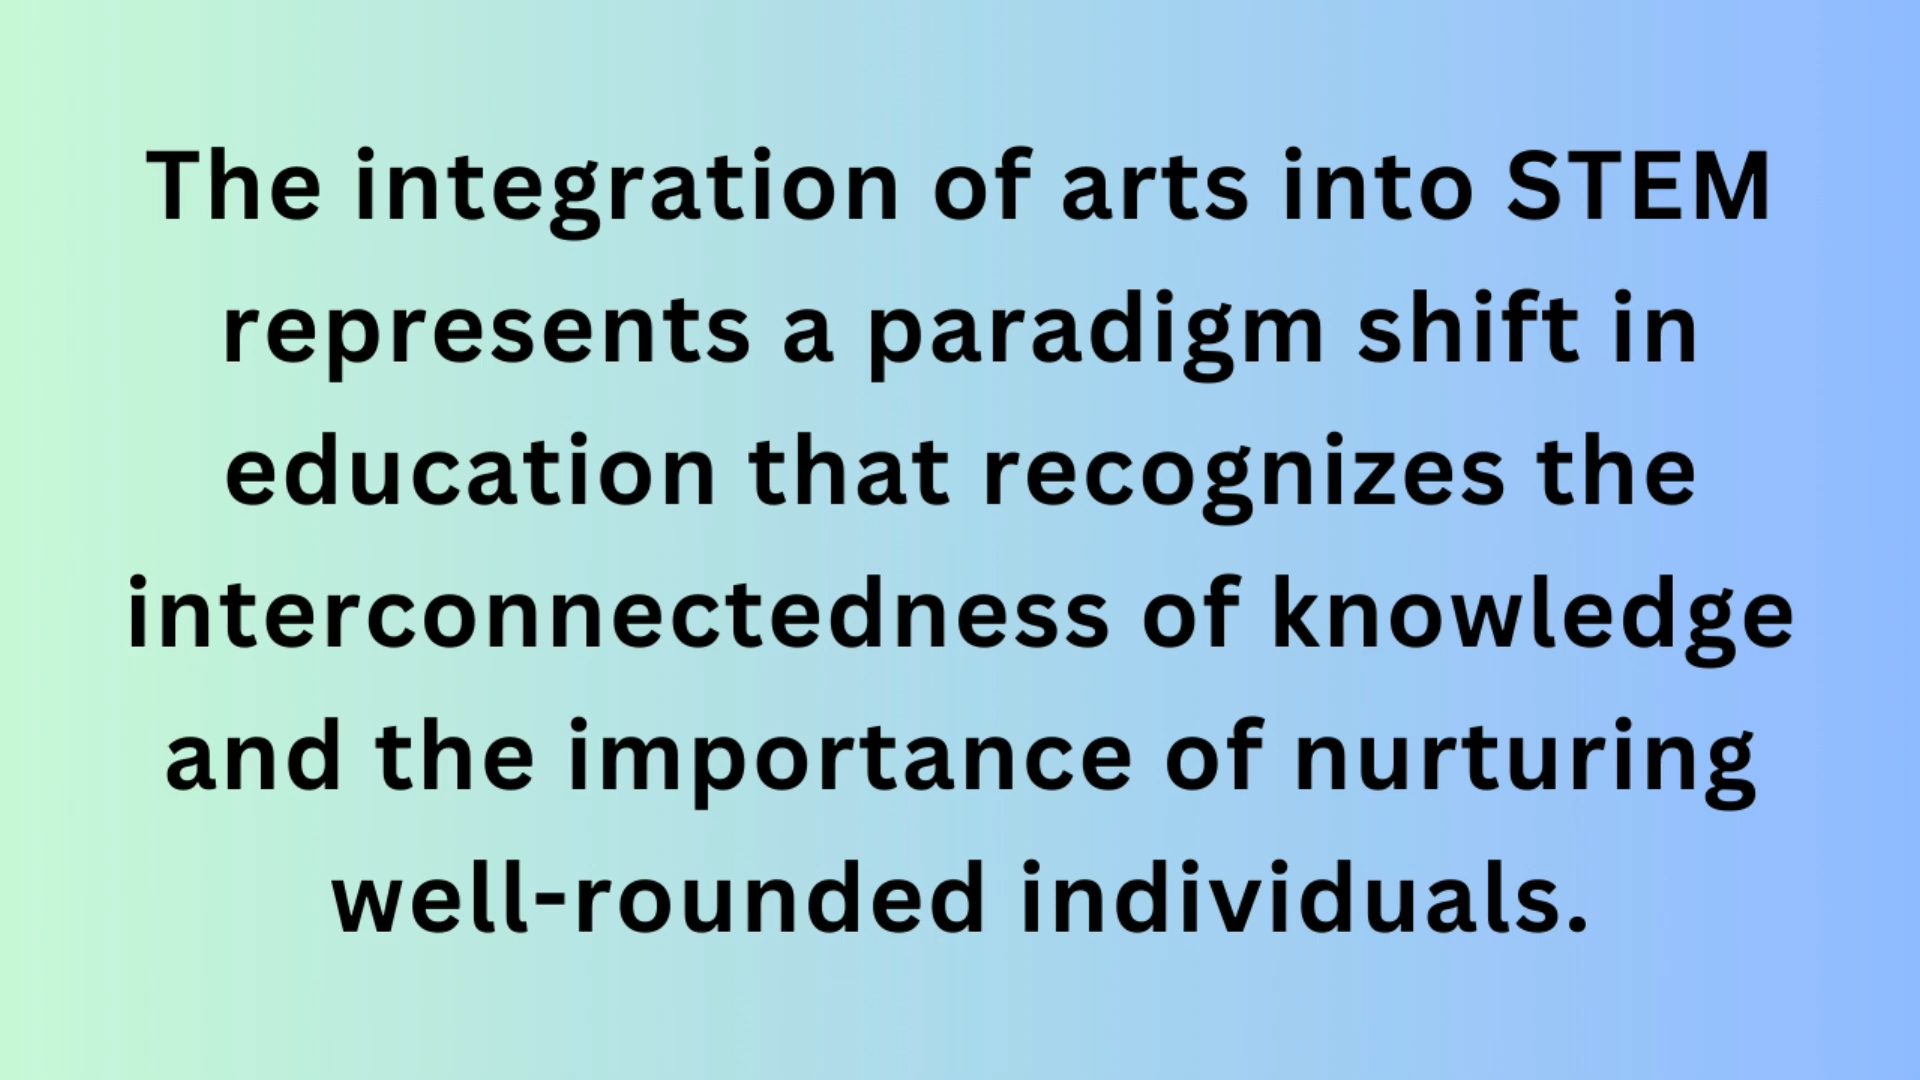 The integration of arts into STEM
represents a paradigm shift in
education that recognizes the
interconnectedness of knowledge
and the importance of nurturing
well-rounded individuals.